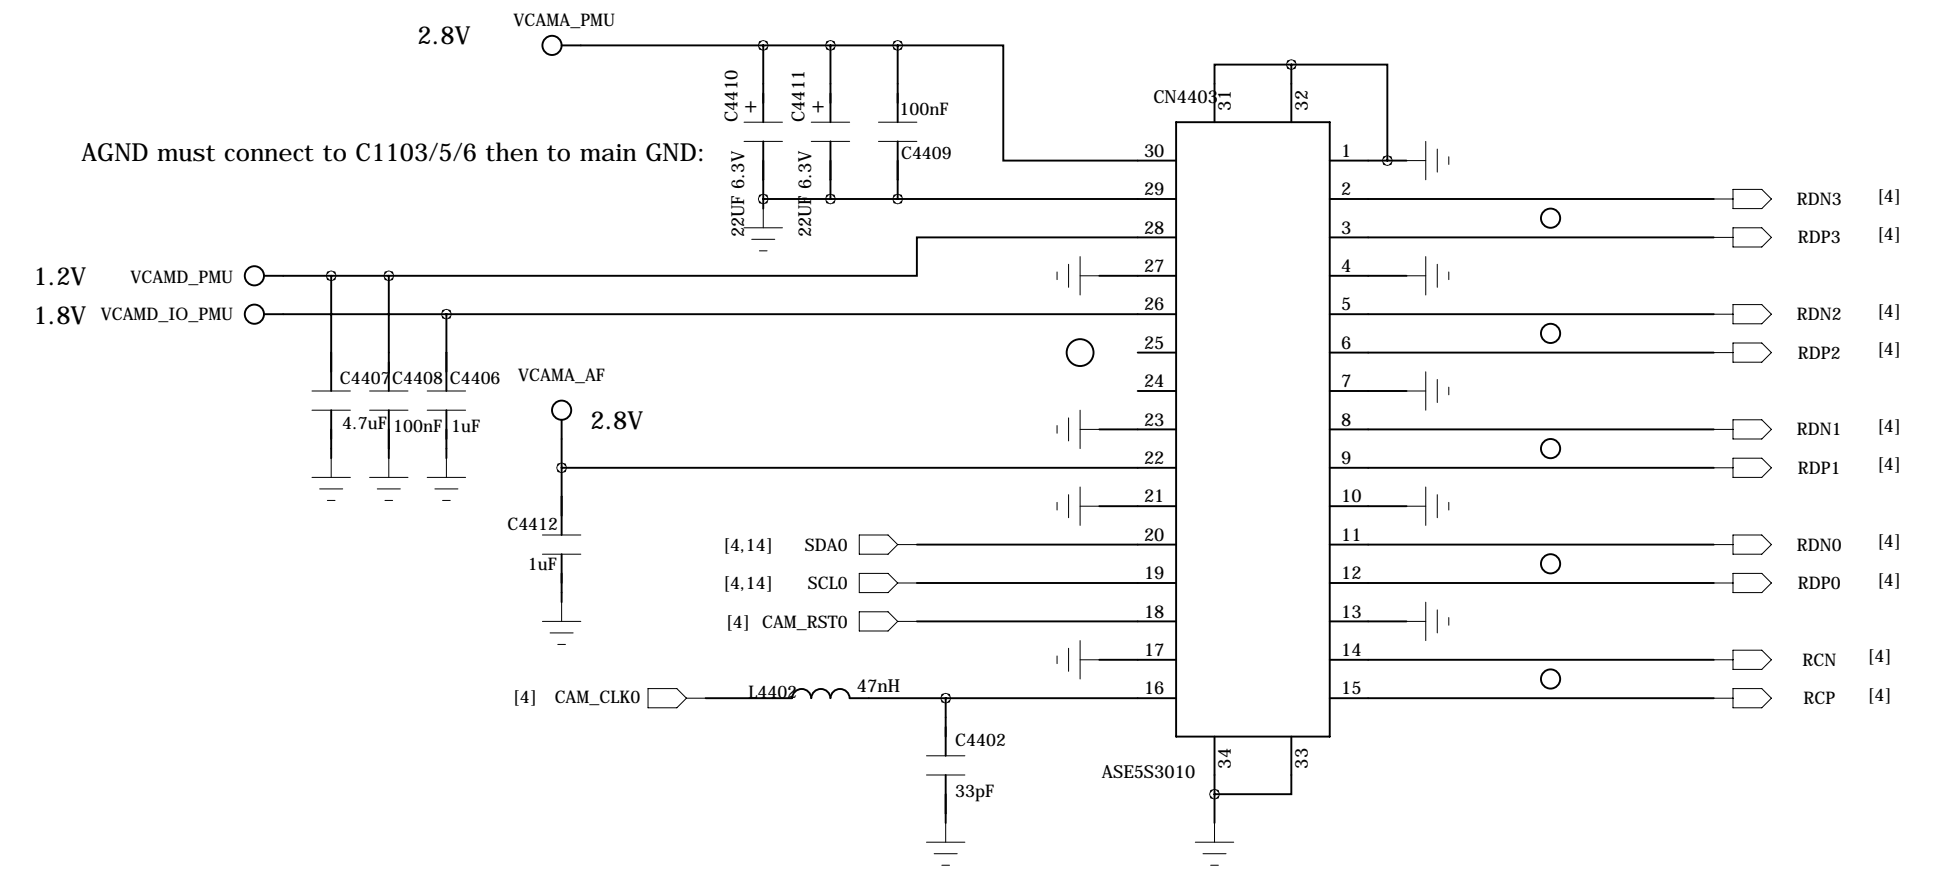 VCAMA_PMU
2.8V
C4410
+
C4411
+
100nF
C4409
22UF 6.3V
22UF 6.3V
AGND must connect to C1103/5/6 then to main GND:
CN4403
31
32
30
1
29
2
RDN3 [4]
28
3
RDP3 [4]
1.2V VCAMD_PMU
27
4
1.8V VCAMD_IO_PMU
26
5
RDN2 [4]
25
6
RDP2 [4]
C4407 C4408 C4406
4.7uF 100nF 1uF
VCAMA_AF
2.8V
24
7
23
8
RDN1 [4]
22
9
RDP1 [4]
21
10
C4412
1uF
[4,14] SDA0
20
11
RDN0 [4]
[4,14] SCL0
19
12
RDP0 [4]
[4] CAM_RST0
18
13
17
14
RCN [4]
[4] CAM_CLK0
L4402
47nH
16
15
RCP [4]
C4402
33pF
ASE5S3010
34
33